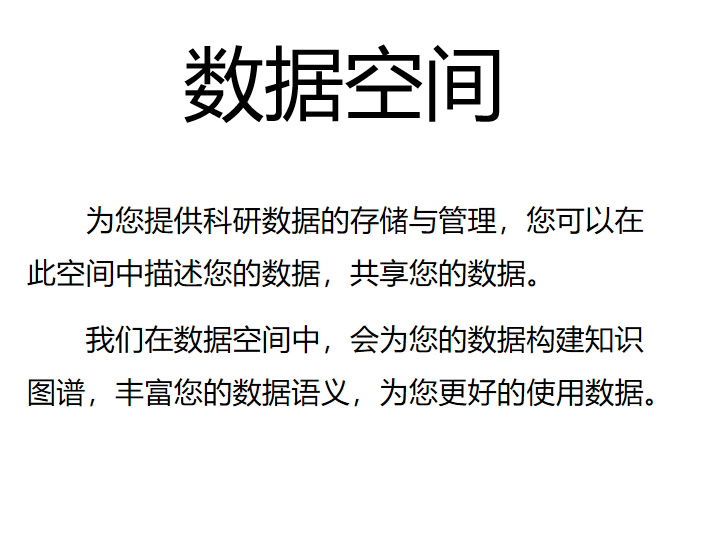 数据空间
为您提供科研数据的存储与管理，您可以在
此空间中描述您的数据，共享您的数据。
我们在数据空间中，会为您的数据构建知识
图谱，丰富您的数据语义，为您更好的使用数据。